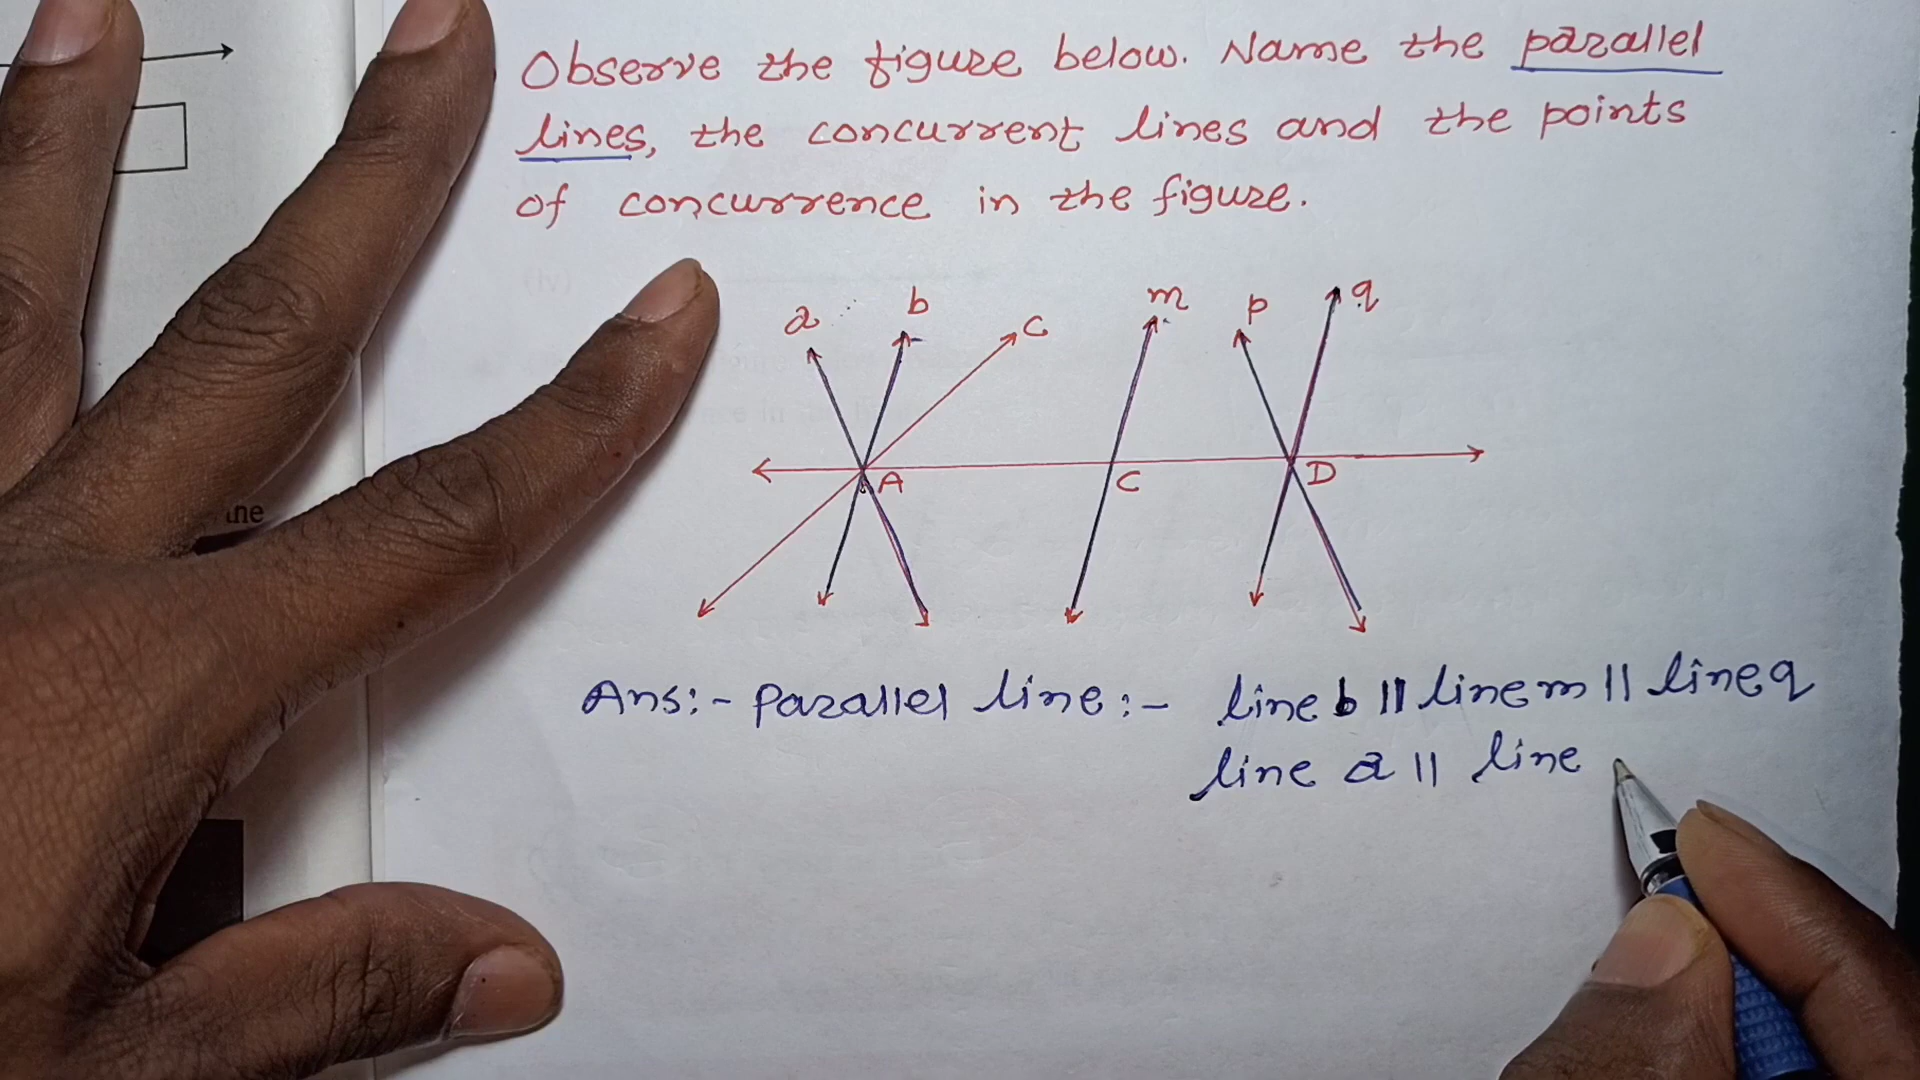 Observe the figure below. Name the parallel
lines, the concurrent lines and the points
of concurrence in the figure.
a b c m p q
A C D
Ans:- Parallel line:- line b || line m || line q
line a || line